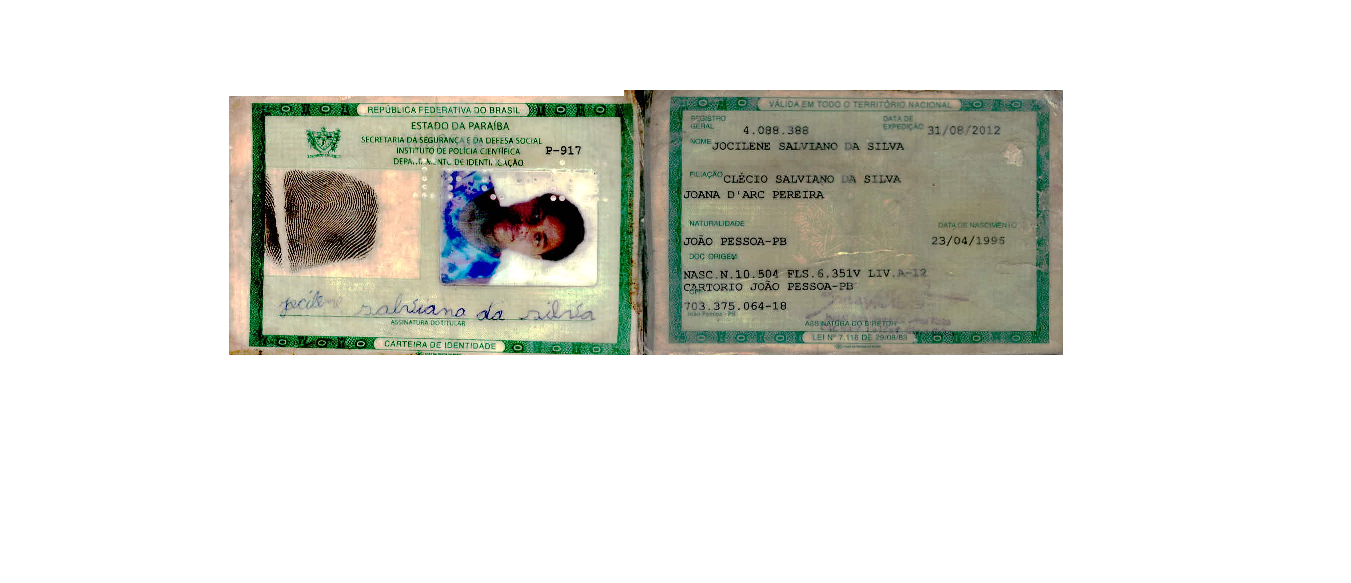 REPÚBLICA FEDERATIVA DO BRASIL
ESTADO DA PARAÍBA
SECRETARIA DA SEGURANÇA E DA DEFESA SOCIAL
INSTITUTO DE POLÍCIA CIENTÍFICA
P-917
DE
jocilene salviano da silvia
ASSINATURA DO TITULAR
CARTEIRA DE IDENTIDADE
VÁLIDA EM TODO O TERRITÓRIO NACIONAL
REGISTRO GERAL 4.088.388 DATA DE EXPEDIÇÃO 31/08/2012
NOME JOCILENE SALVIANO DA SILVA
FILIAÇÃO CLÉCIO SALVIANO DA SILVA
JOANA D'ARC PEREIRA
NATURALIDADE DATA DE NASCIMENTO
JOÃO PESSOA-PB 23/04/1995
DOC ORIGEM
NASC.N.10.504 FLS.6.351V LIV.A-12
CARTORIO JOÃO PESSOA-PB
CPF
703.375.064-18
João Pessoa - PB
ASSINATURA DO DIRETOR
LEI Nº 7.116 DE 29/08/83